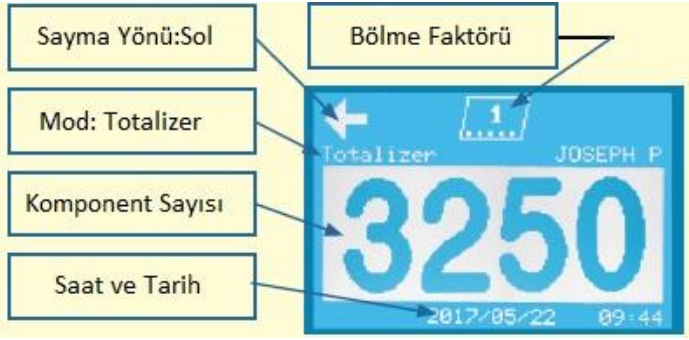 Sayma Yönü:Sol
Bölme Faktörü
Mod: Totalizer
Komponent Sayısı
Saat ve Tarih
1
Totalizer JOSEPH P
3250
2017/05/22 09:44